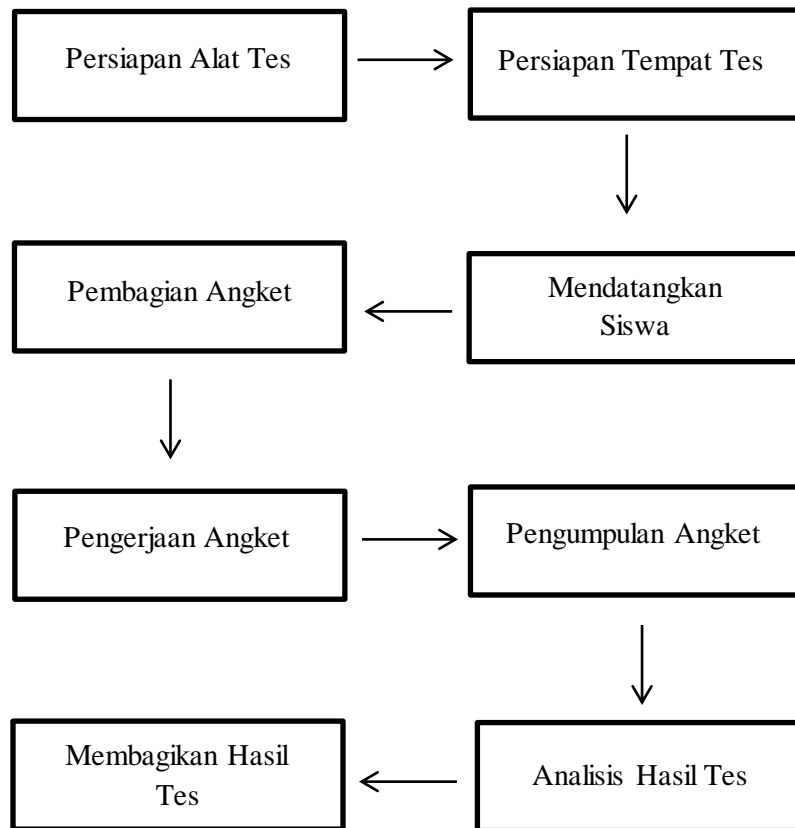 Persiapan Alat Tes
Persiapan Tempat Tes
Mendatangkan
Siswa
Pembagian Angket
Pengerjaan Angket
Pengumpulan Angket
Analisis Hasil Tes
Membagikan Hasil
Tes